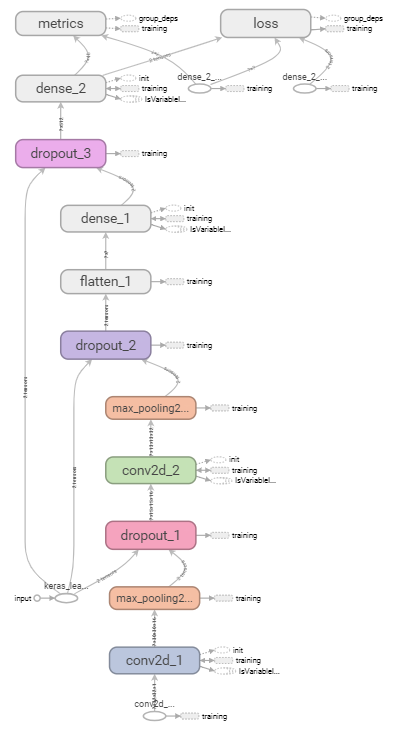 metrics
group_deps
training
loss
group_deps
training
dense_2
init
training
IsVariableI...
dense_2_...
training
dense_2_...
training
dropout_3
training
dense_1
init
training
IsVariableI...
flatten_1
training
dropout_2
training
max_pooling2...
training
conv2d_2
init
training
IsVariableI...
dropout_1
training
keras_lea...
input
max_pooling2...
training
conv2d_1
init
training
IsVariableI...
conv2d_...
training